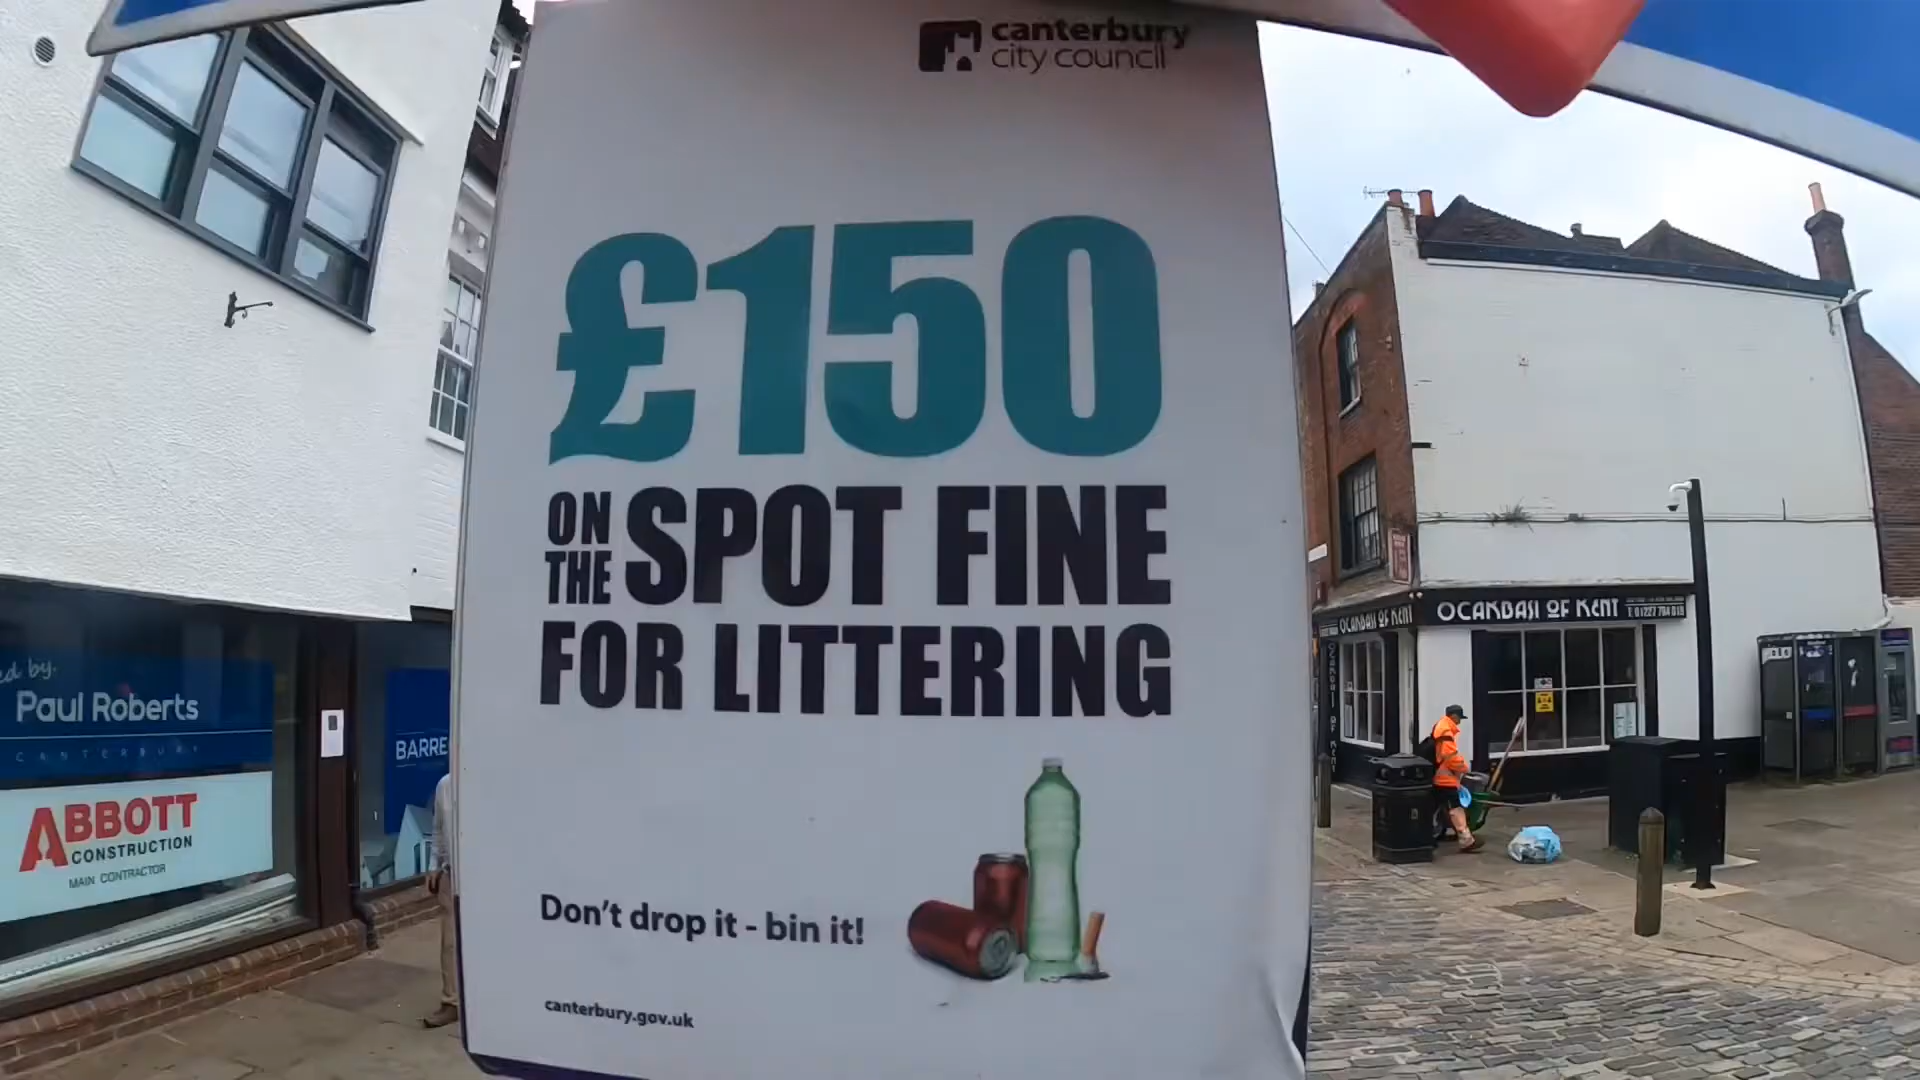 canterbury
city council
£150
ON
THE
SPOT FINE
FOR LITTERING
Don't drop it - bin it!
canterbury.gov.uk
Paul Roberts
CANTERBURY
ABBOTT
CONSTRUCTION
MAIN CONTRACTOR
BARRE
OCAKBASI OF KENT
OCAKBASI OF KENT